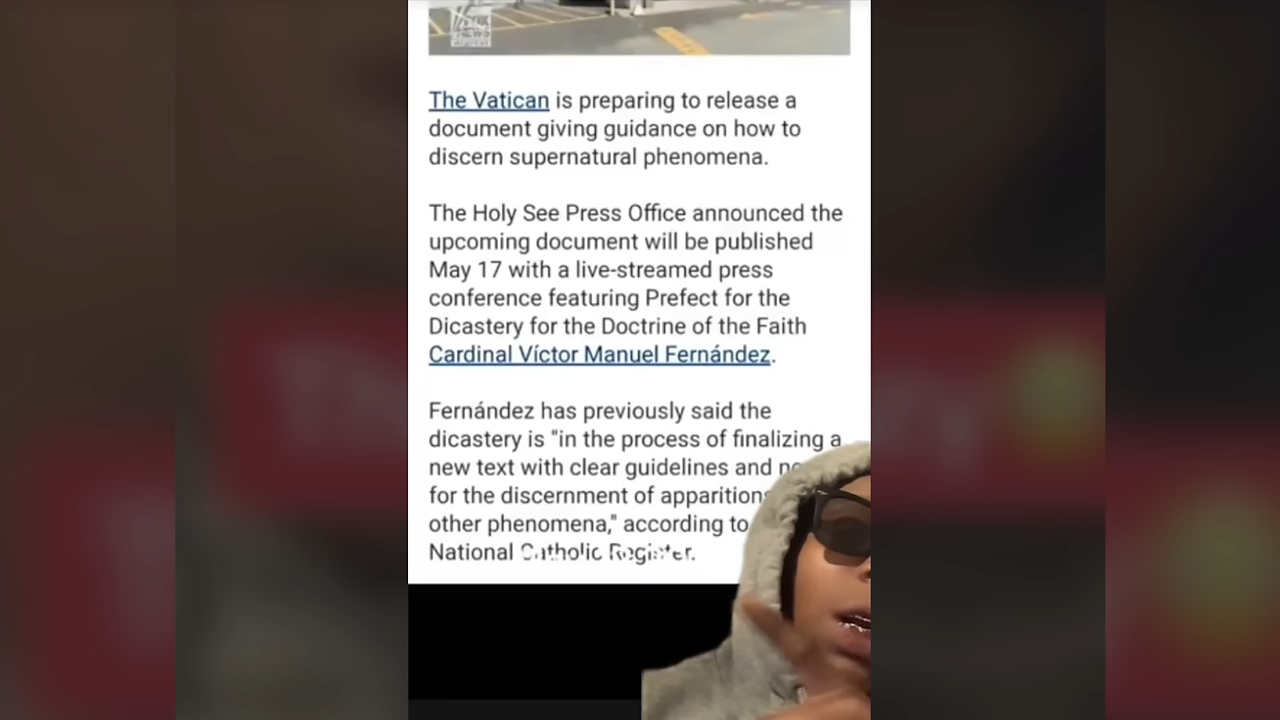 FOX
NEWS
The Vatican is preparing to release a
document giving guidance on how to
discern supernatural phenomena.
The Holy See Press Office announced the
upcoming document will be published
May 17 with a live-streamed press
conference featuring Prefect for the
Dicastery for the Doctrine of the Faith
Cardinal Víctor Manuel Fernández.
Fernández has previously said the
dicastery is "in the process of finalizing a
new text with clear guidelines and
for the discernment of apparitions
other phenomena," according to
National Catholic Register.